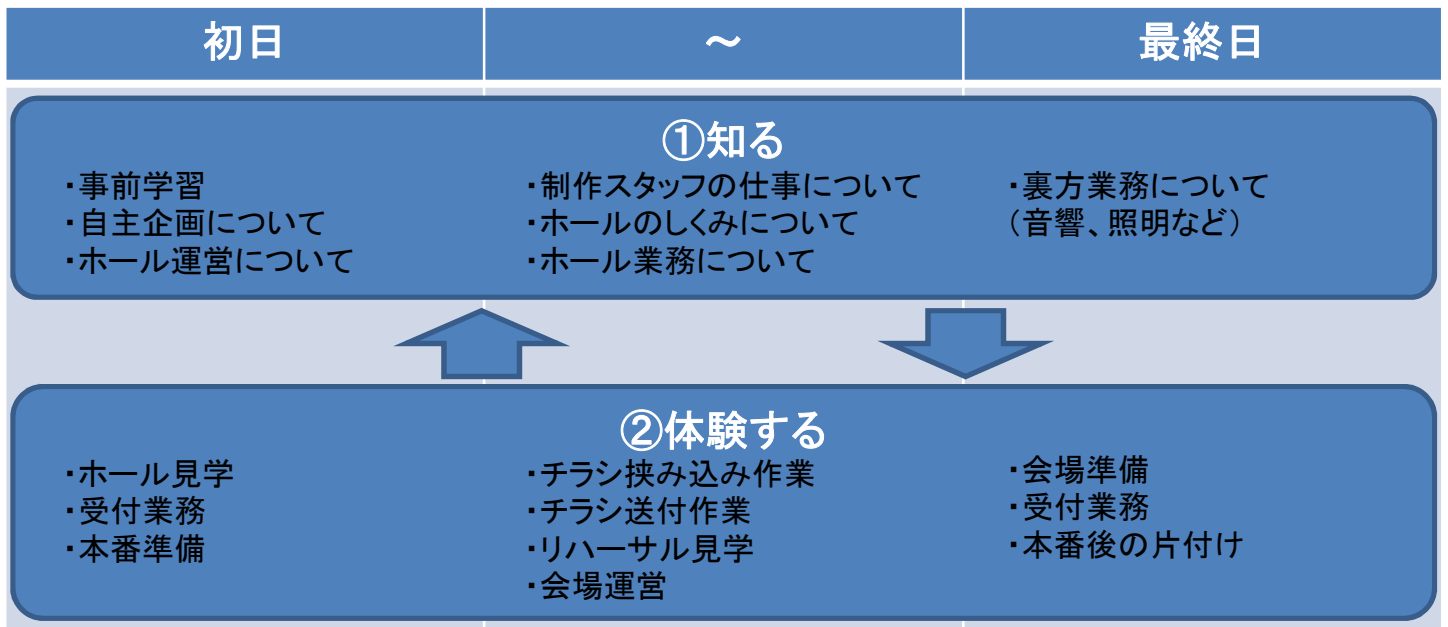 初日
～
最終日
①知る
・事前学習
・自主企画について
・ホール運営について
・制作スタッフの仕事について
・ホールのしくみについて
・ホール業務について
・裏方業務について
（音響、照明など）
②体験する
・ホール見学
・受付業務
・本番準備
・チラシ挟み込み作業
・チラシ送付作業
・リハーサル見学
・会場運営
・会場準備
・受付業務
・本番後の片付け